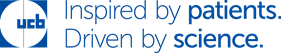 ucb
Inspired by patients.
Driven by science.